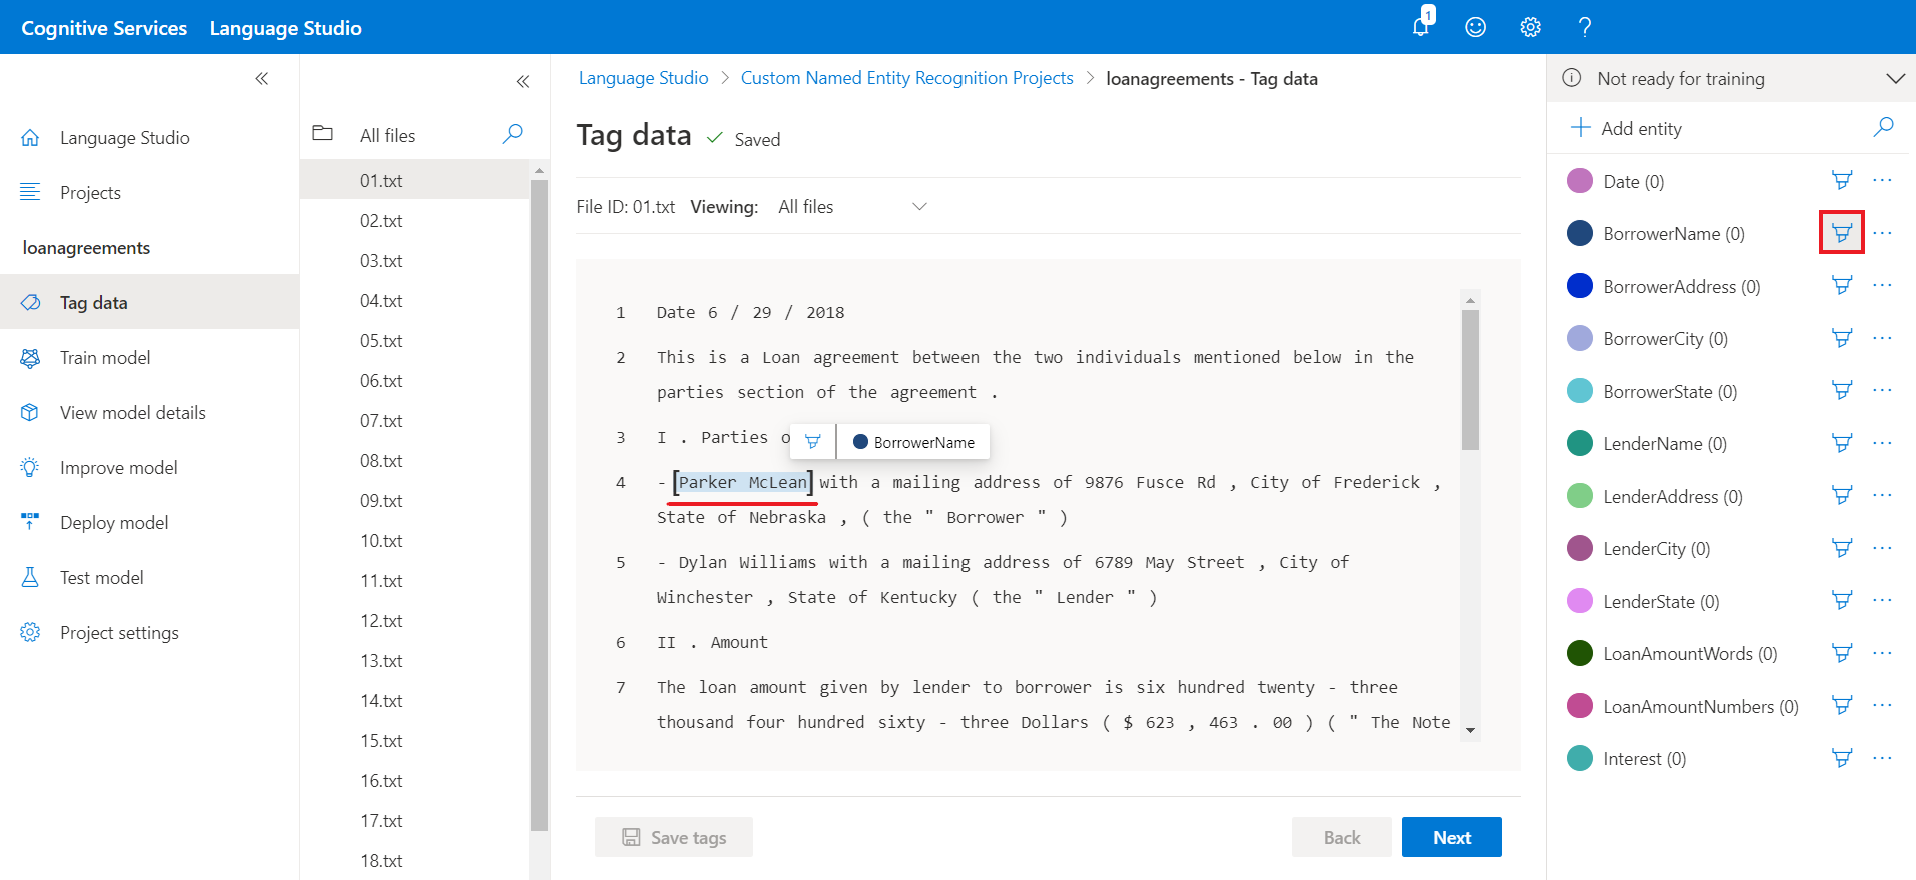 Cognitive Services Language Studio
1
Language Studio
Projects
loanagreements
Tag data
Train model
View model details
Improve model
Deploy model
Test model
Project settings
All files
01.txt
02.txt
03.txt
04.txt
05.txt
06.txt
07.txt
08.txt
09.txt
10.txt
11.txt
12.txt
13.txt
14.txt
15.txt
16.txt
17.txt
18.txt
Language Studio > Custom Named Entity Recognition Projects > loanagreements - Tag data
Tag data Saved
File ID: 01.txt Viewing: All files
1 Date 6 / 29 / 2018
2 This is a Loan agreement between the two individuals mentioned below in the
parties section of the agreement .
3 I . Parties o
BorrowerName
4 - [Parker McLean] with a mailing address of 9876 Fusce Rd , City of Frederick ,
State of Nebraska , ( the " Borrower " )
5 - Dylan Williams with a mailing address of 6789 May Street , City of
Winchester , State of Kentucky ( the " Lender " )
6 II . Amount
7 The loan amount given by lender to borrower is six hundred twenty - three
thousand four hundred sixty - three Dollars ( $ 623 , 463 . 00 ) ( " The Note
Save tags
Back
Next
Not ready for training
Add entity
Date (0)
BorrowerName (0)
BorrowerAddress (0)
BorrowerCity (0)
BorrowerState (0)
LenderName (0)
LenderAddress (0)
LenderCity (0)
LenderState (0)
LoanAmountWords (0)
LoanAmountNumbers (0)
Interest (0)